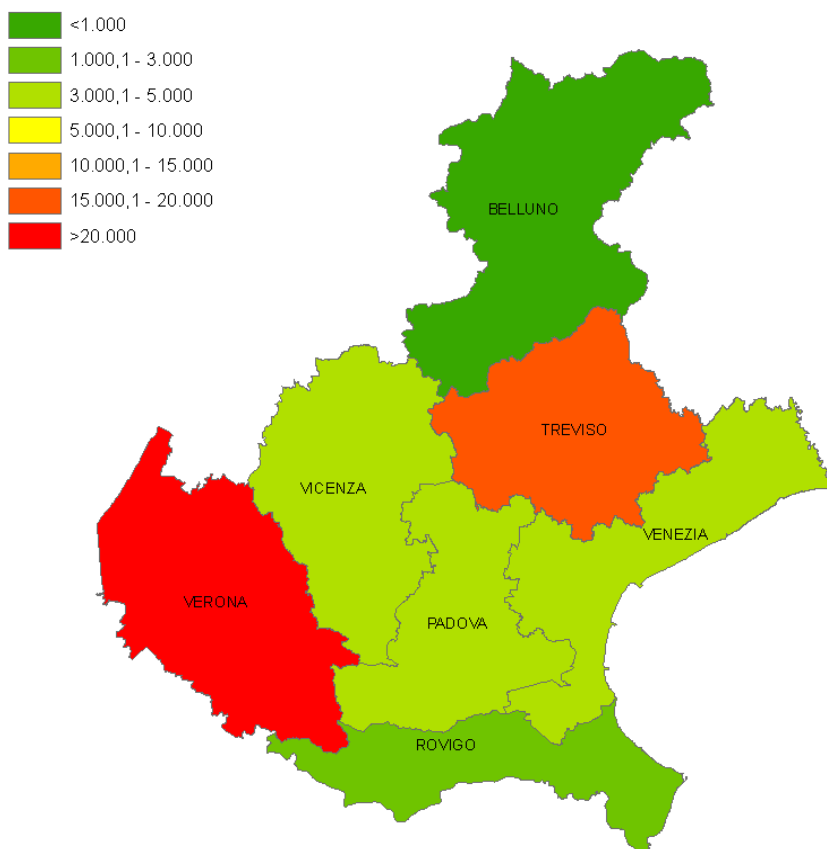 <1.000
1.000,1 - 3.000
3.000,1 - 5.000
5.000,1 - 10.000
10.000,1 - 15.000
15.000,1 - 20.000
>20.000
BELLUNO
TREVISO
VICENZA
VENEZIA
VERONA
PADOVA
ROVIGO